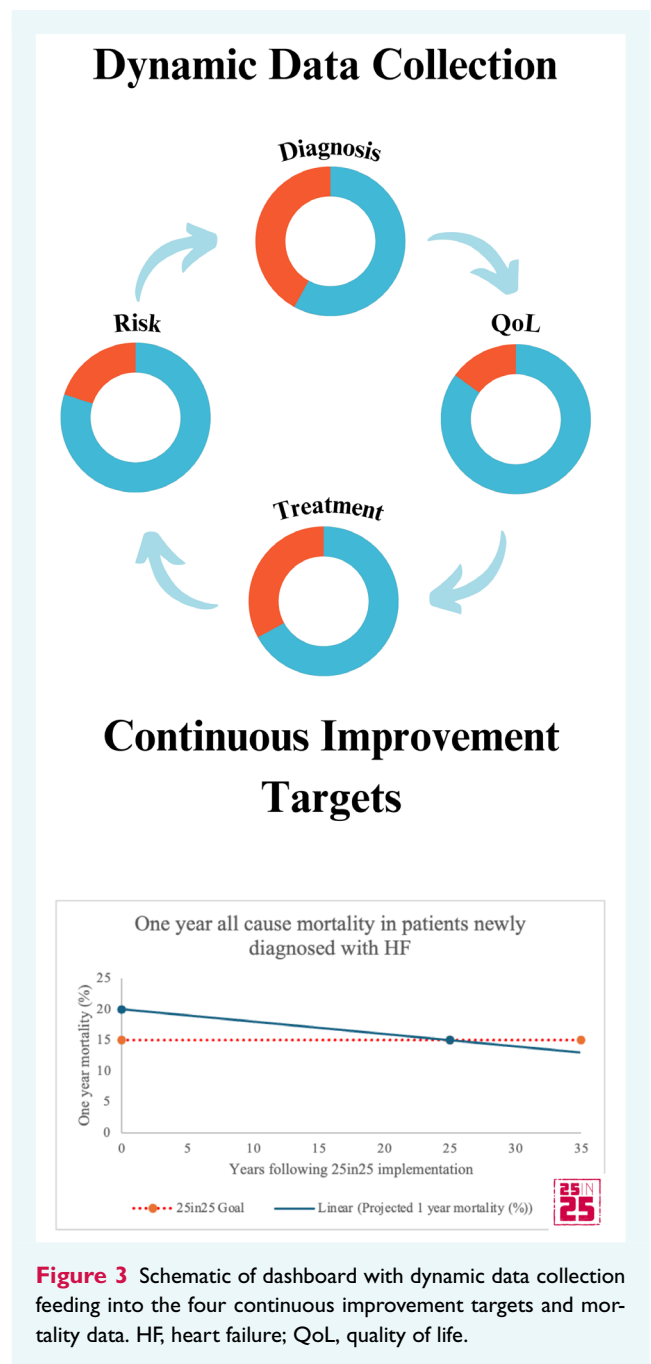 Dynamic Data Collection
Diagnosis
Risk
QoL
Treatment
Continuous Improvement
Targets
One year all cause mortality in patients newly
diagnosed with HF
One year mortality (%)
25
20
15
10
5
0
0 5 10 15 20 25 30 35
Years following 25in25 implementation
25in25 Goal
Linear (Projected 1 year mortality (%))
25 IN
25
Figure 3 Schematic of dashboard with dynamic data collection
feeding into the four continuous improvement targets and mor-
tality data. HF, heart failure; QoL, quality of life.